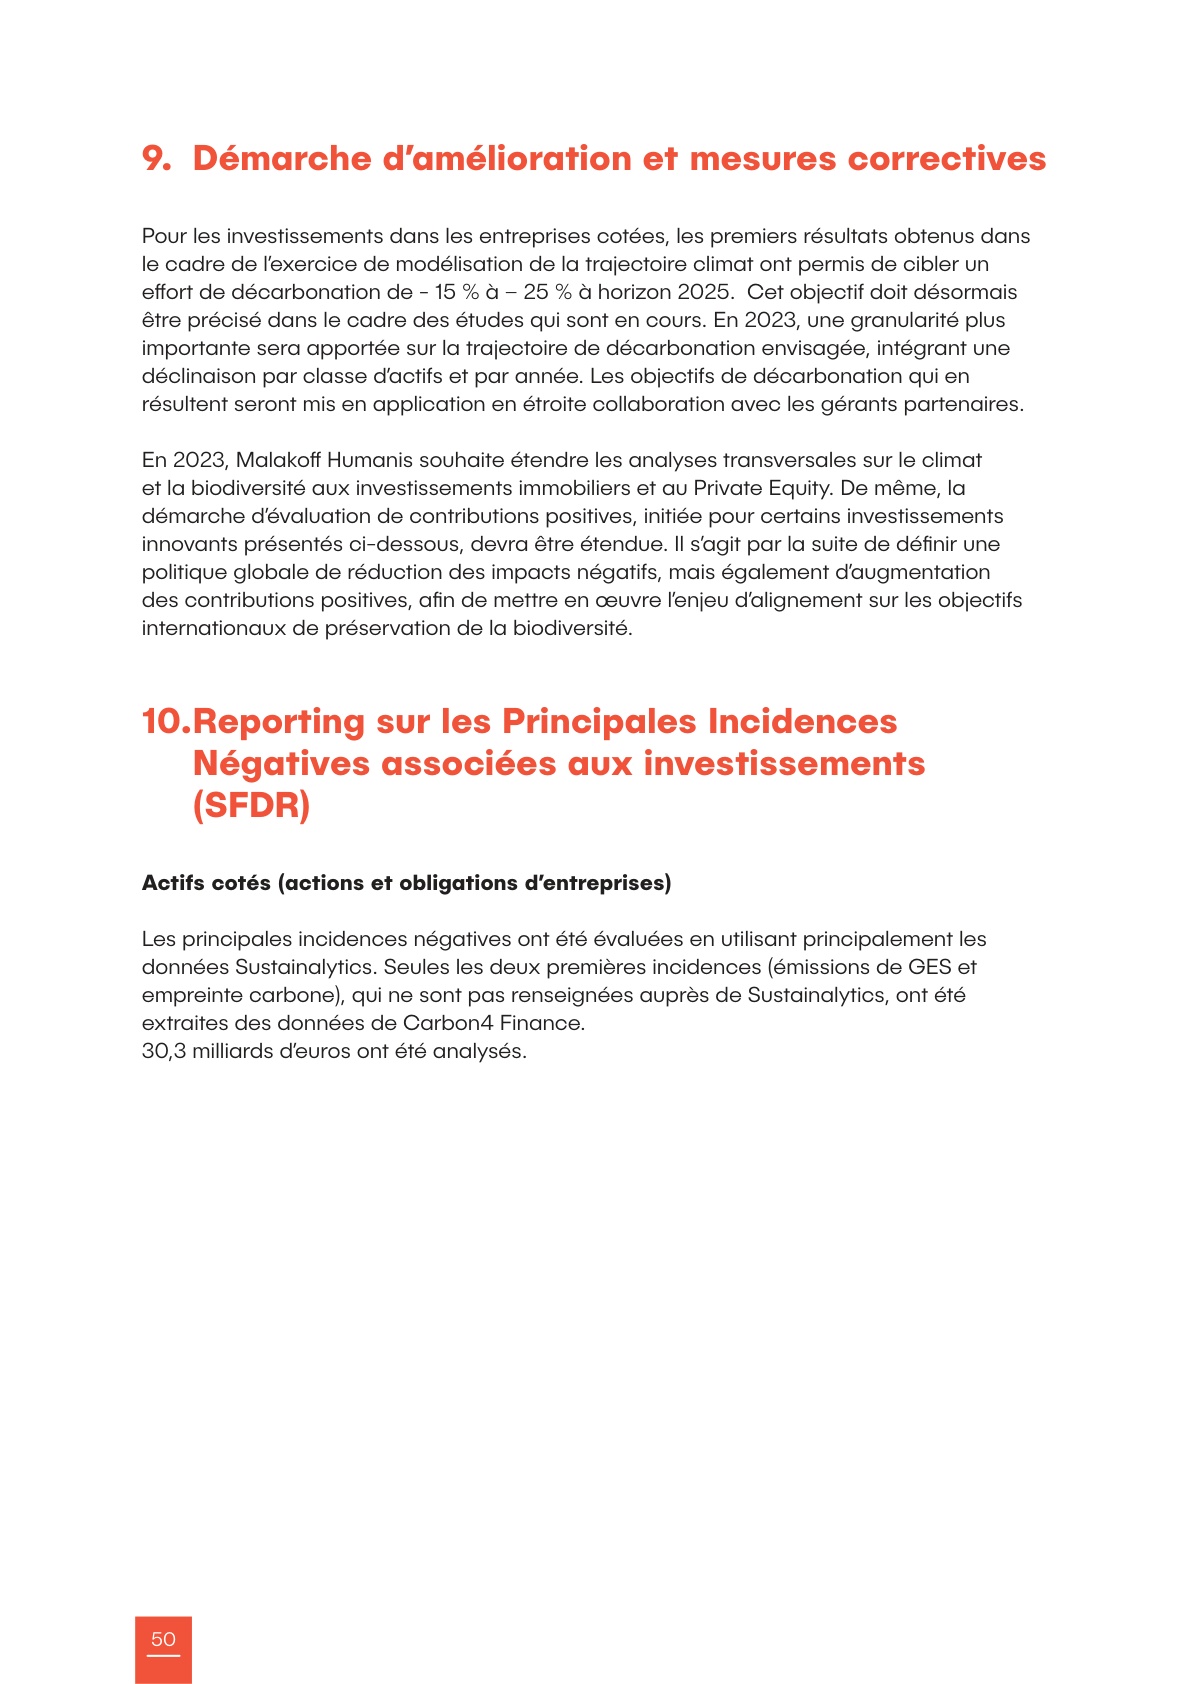 9. Démarche d’amélioration et mesures correctives
Pour les investissements dans les entreprises cotées, les premiers résultats obtenus dans
le cadre de l’exercice de modélisation de la trajectoire climat ont permis de cibler un
effort de décarbonation de - 15 % à – 25 % à horizon 2025.  Cet objectif doit désormais
être précisé dans le cadre des études qui sont en cours. En 2023, une granularité plus
importante sera apportée sur la trajectoire de décarbonation envisagée, intégrant une
déclinaison par classe d’actifs et par année. Les objectifs de décarbonation qui en
résultent seront mis en application en étroite collaboration avec les gérants partenaires.
En 2023, Malakoff Humanis souhaite étendre les analyses transversales sur le climat
et la biodiversité aux investissements immobiliers et au Private Equity. De même, la
démarche d’évaluation de contributions positives, initiée pour certains investissements
innovants présentés ci-dessous, devra être étendue. Il s’agit par la suite de définir une
politique globale de réduction des impacts négatifs, mais également d’augmentation
des contributions positives, afin de mettre en œuvre l’enjeu d’alignement sur les objectifs
internationaux de préservation de la biodiversité.
10.Reporting sur les Principales Incidences
Négatives associées aux investissements
(SFDR)
Actifs cotés (actions et obligations d’entreprises)
Les principales incidences négatives ont été évaluées en utilisant principalement les
données Sustainalytics. Seules les deux premières incidences (émissions de GES et
empreinte carbone), qui ne sont pas renseignées auprès de Sustainalytics, ont été
extraites des données de Carbon4 Finance.
30,3 milliards d’euros ont été analysés.
50